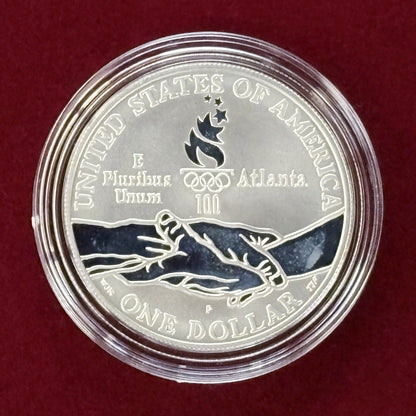 UNITED STATES OF AMERICA
E
Pluribus
Unum
Atlanta
100
P
ONE DOLLAR